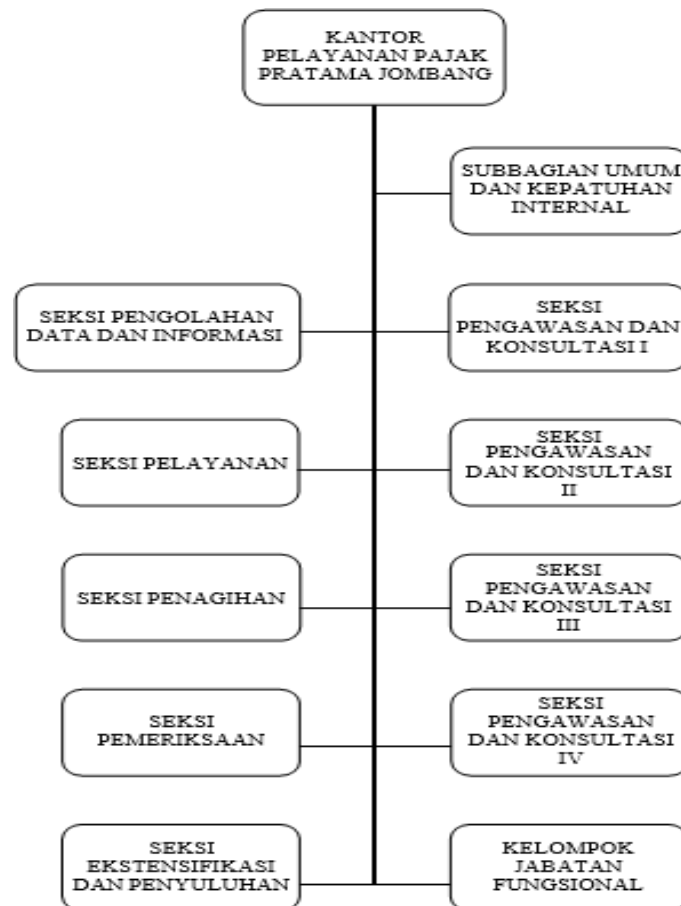 KANTOR
PELAYANAN PAJAK
PRATAMA JOMBANG
SUBBAGIAN UMUM
DAN KEPATUHAN
INTERNAL
SEKSI PENGOLAHAN
DATA DAN INFORMASI
SEKSI
PENGAWASAN DAN
KONSULTASI I
SEKSI PELAYANAN
SEKSI
PENGAWASAN
DAN KONSULTASI
II
SEKSI PENAGIHAN
SEKSI
PENGAWASAN
DAN KONSULTASI
III
SEKSI
PEMERIKSAAN
SEKSI
PENGAWASAN
DAN KONSULTASI
IV
SEKSI
EKSTENSIFIKASI
DAN PENYULUHAN
KELOMPOK
JABATAN
FUNGSIONAL